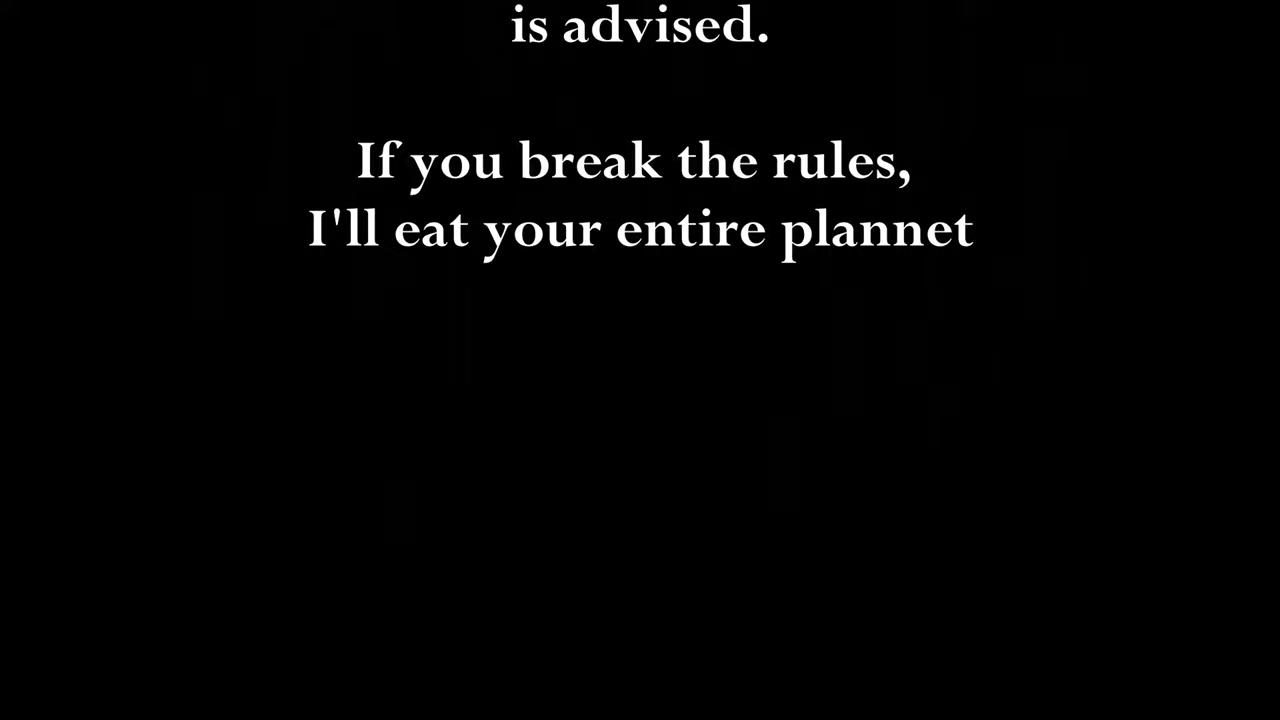 is advised.
If you break the rules,
I'll eat your entire plannet